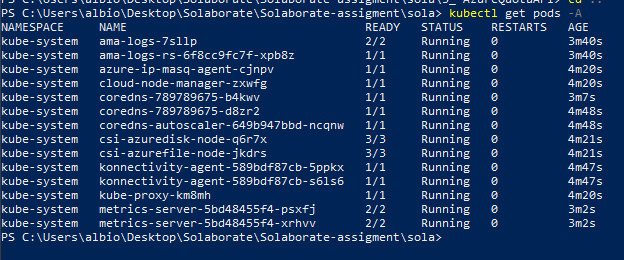 PS C:\Users\albio\Desktop\Solaborate\Solaborate-assigment\sola\3_ AzureQuotaAPI> cd ..
PS C:\Users\albio\Desktop\Solaborate\Solaborate-assigment\sola> kubectl get pods -A
NAMESPACE NAME READY STATUS RESTARTS AGE
kube-system ama-logs-7sllp 2/2 Running 0 3m40s
kube-system ama-logs-rs-6f8cc9fc7f-xpb8z 1/1 Running 0 3m40s
kube-system azure-ip-masq-agent-cjnpv 1/1 Running 0 4m20s
kube-system cloud-node-manager-zxwfg 1/1 Running 0 4m20s
kube-system coredns-789789675-b4kwv 1/1 Running 0 3m7s
kube-system coredns-789789675-d8zr2 1/1 Running 0 4m48s
kube-system coredns-autoscaler-649b947bbd-ncqnw 1/1 Running 0 4m48s
kube-system csi-azuredisk-node-q6r7x 3/3 Running 0 4m21s
kube-system csi-azurefile-node-jkdrs 3/3 Running 0 4m21s
kube-system konnectivity-agent-589bdf87cb-5ppkx 1/1 Running 0 4m47s
kube-system konnectivity-agent-589bdf87cb-s6ls6 1/1 Running 0 4m47s
kube-system kube-proxy-km8mh 1/1 Running 0 4m20s
kube-system metrics-server-5bd48455f4-psxfj 2/2 Running 0 3m2s
kube-system metrics-server-5bd48455f4-xrhvv 2/2 Running 0 3m2s
PS C:\Users\albio\Desktop\Solaborate\Solaborate-assigment\sola>